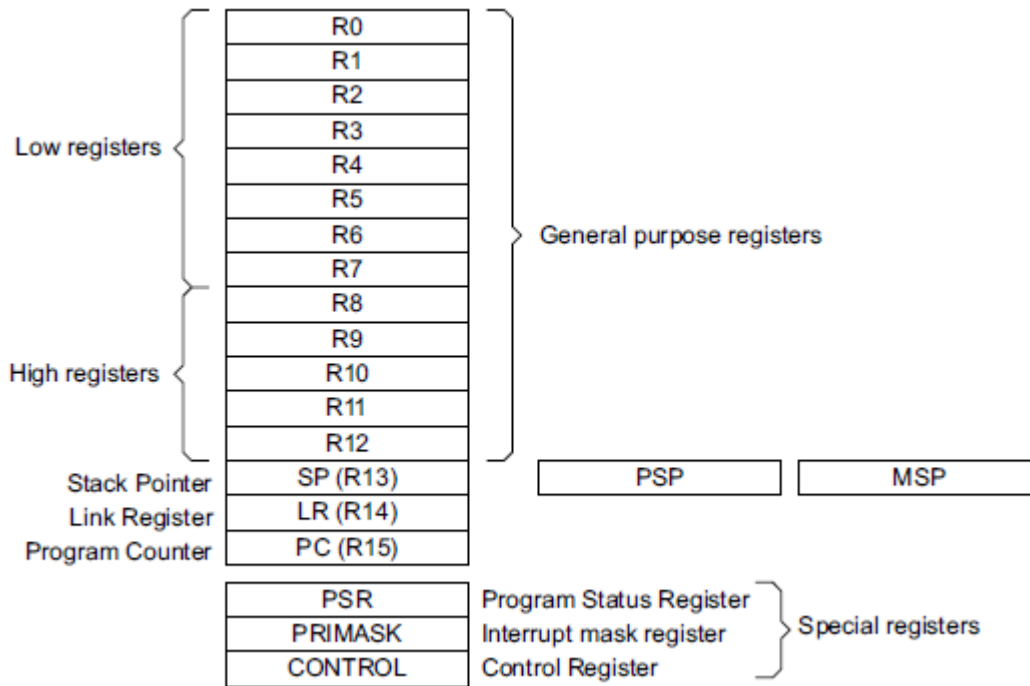 R0
R1
R2
R3
Low registers
R4
R5
R6
General purpose registers
R7
R8
R9
High registers
R10
R11
R12
Stack Pointer SP (R13) PSP MSP
Link Register LR (R14)
Program Counter PC (R15)
PSR Program Status Register
PRIMASK Interrupt mask register Special registers
CONTROL Control Register